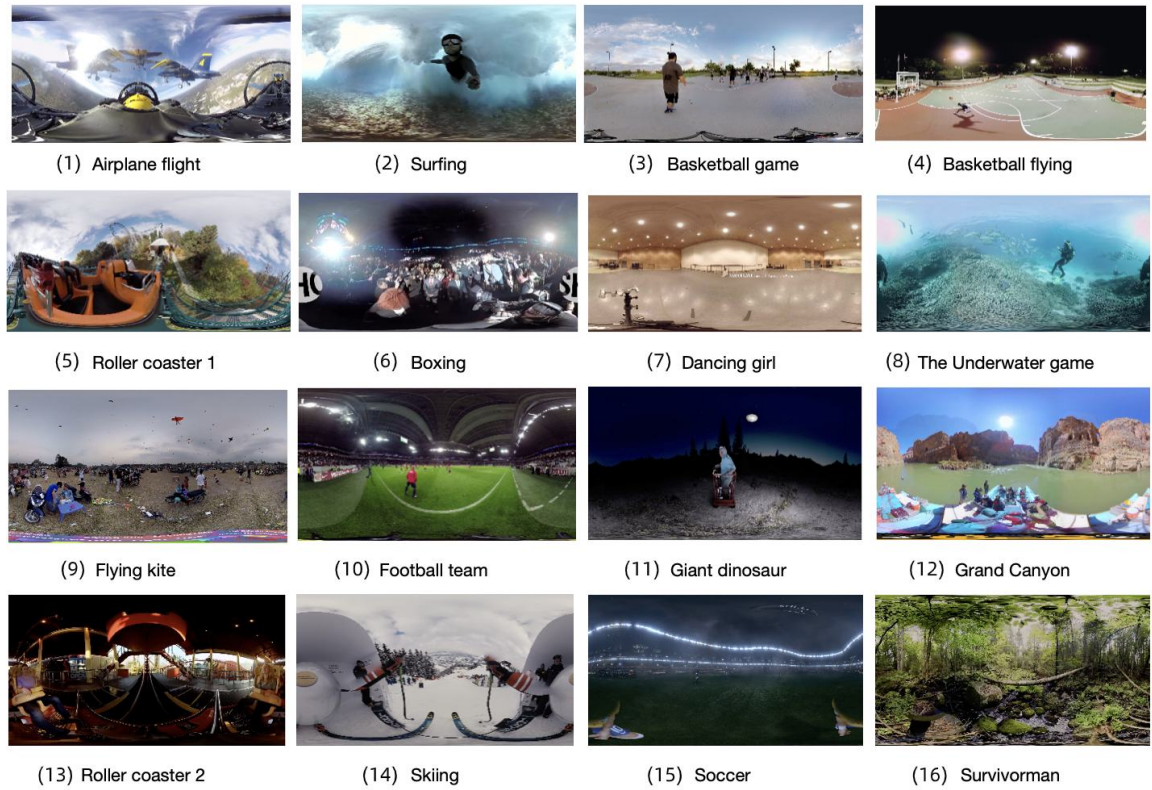 (1) Airplane flight
(2) Surfing
(3) Basketball game
(4) Basketball flying
HO
SH
(5) Roller coaster 1
(6) Boxing
(7) Dancing girl
(8) The Underwater game
(9) Flying kite
(10) Football team
(11) Giant dinosaur
(12) Grand Canyon
(13) Roller coaster 2
(14) Skiing
(15) Soccer
(16) Survivorman